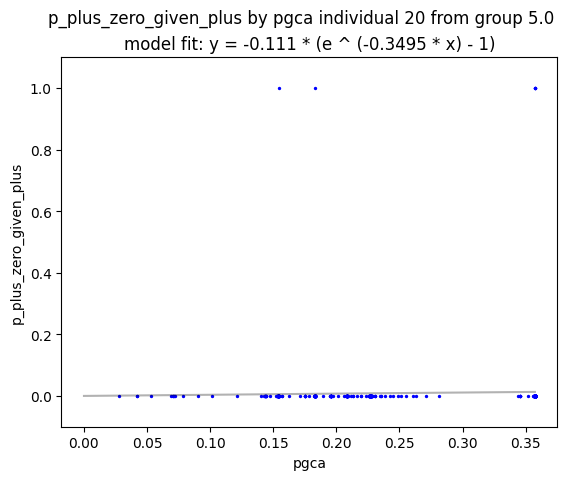 p_plus_zero_given_plus by pgca individual 20 from group 5.0
model fit: y = -0.111 * (e ^ (-0.3495 * x) - 1)
1.0
0.8
0.6
0.4
0.2
0.0
p_plus_zero_given_plus
0.00 0.05 0.10 0.15 0.20 0.25 0.30 0.35
pgca